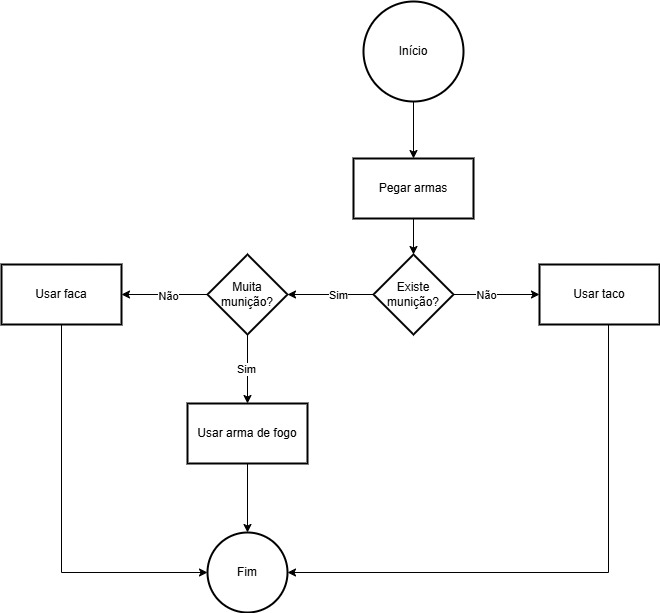 Início
Pegar armas
Existe
munição?
Sim
Não
Muita
munição?
Não
Sim
Usar faca
Usar taco
Usar arma de fogo
Fim